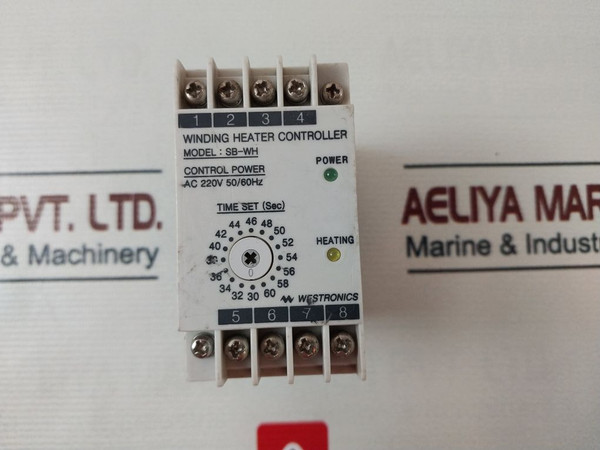 1 2 3 4
WINDING HEATER CONTROLLER
MODEL : SB-WH
POWER
CONTROL POWER
AC 220V 50/60Hz
PVT. LTD.
& Machinery
AELIYA MAR
Marine & Industr
TIME SET (Sec)
30 32 34 36 38 40 42 44 46 48 50 52 54 56 58 60
0
HEATING
WESTRONICS
5 6 7 8